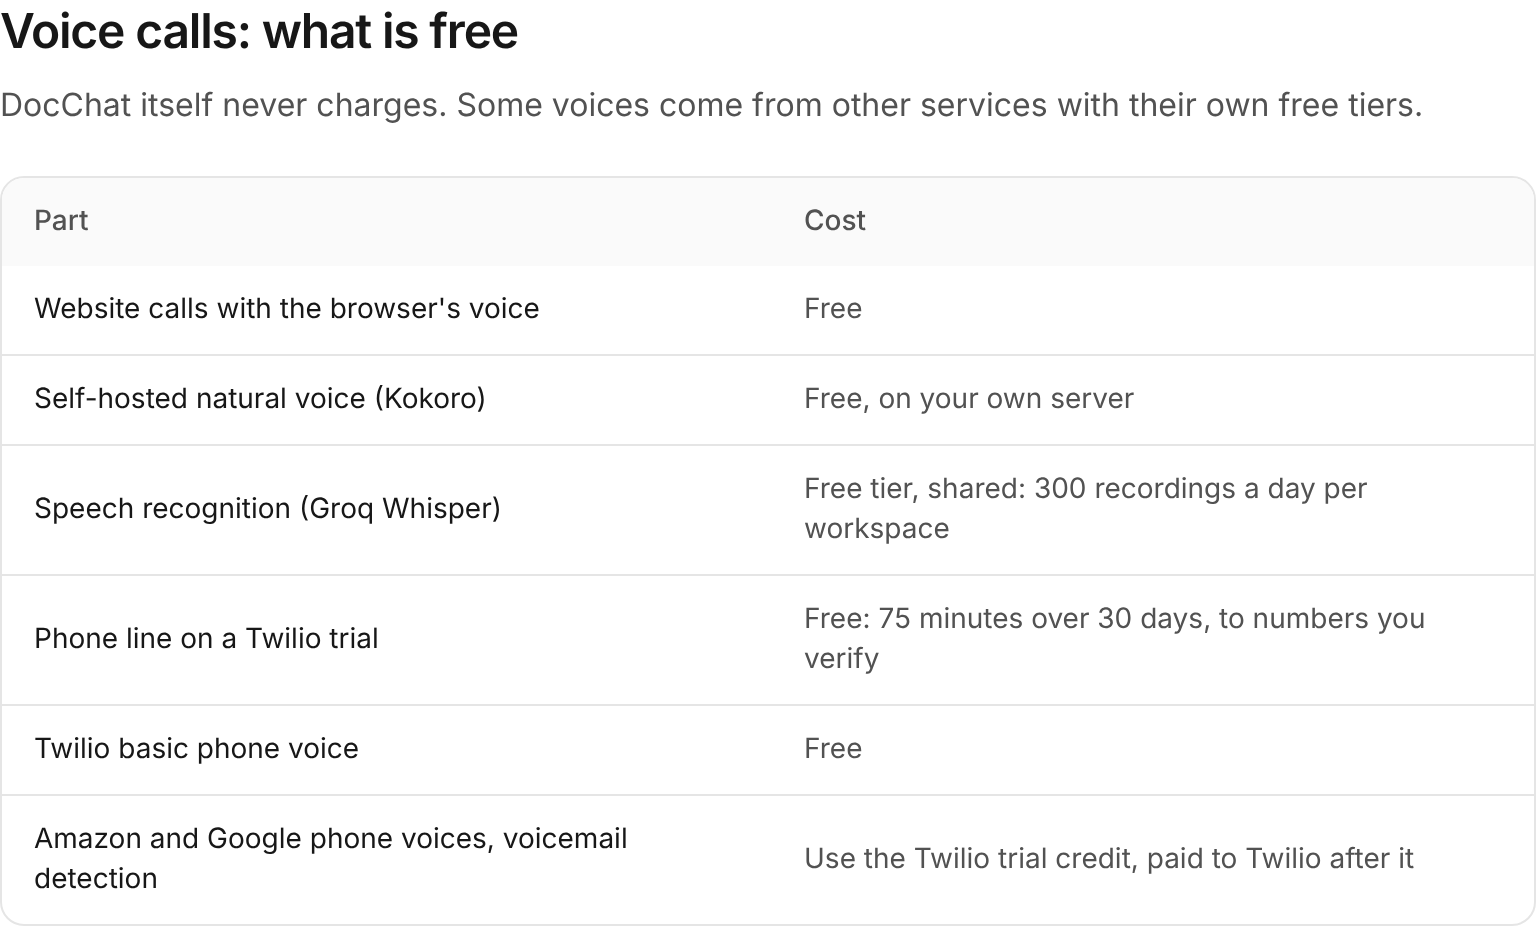 Voice calls: what is free
DocChat itself never charges. Some voices come from other services with their own free tiers.
Part
Cost
Website calls with the browser's voice
Free
Self-hosted natural voice (Kokoro)
Free, on your own server
Speech recognition (Groq Whisper)
Free tier, shared: 300 recordings a day per
workspace
Phone line on a Twilio trial
Free: 75 minutes over 30 days, to numbers you
verify
Twilio basic phone voice
Free
Amazon and Google phone voices, voicemail
detection
Use the Twilio trial credit, paid to Twilio after it